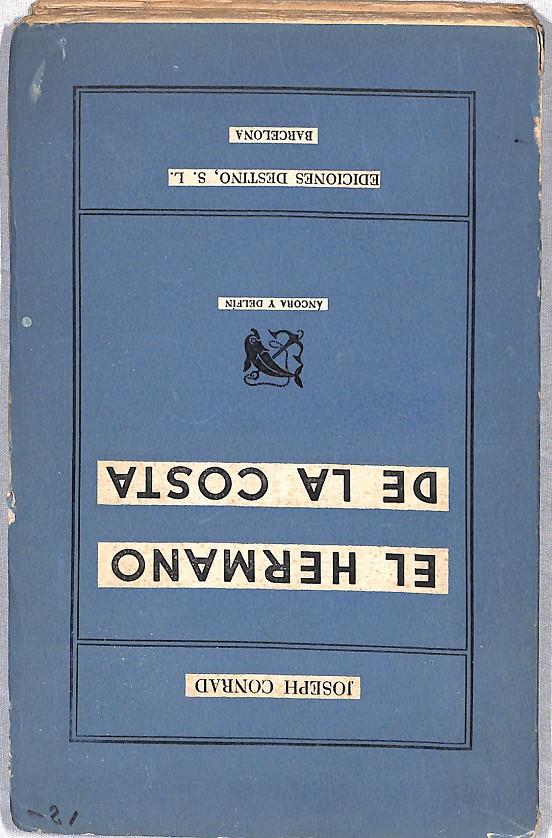 JOSEPH CONRAD
EL HERMANO
DE LA COSTA
ÁNCORA Y DELFÍN
EDICIONES DESTINO, S. L.
BARCELONA